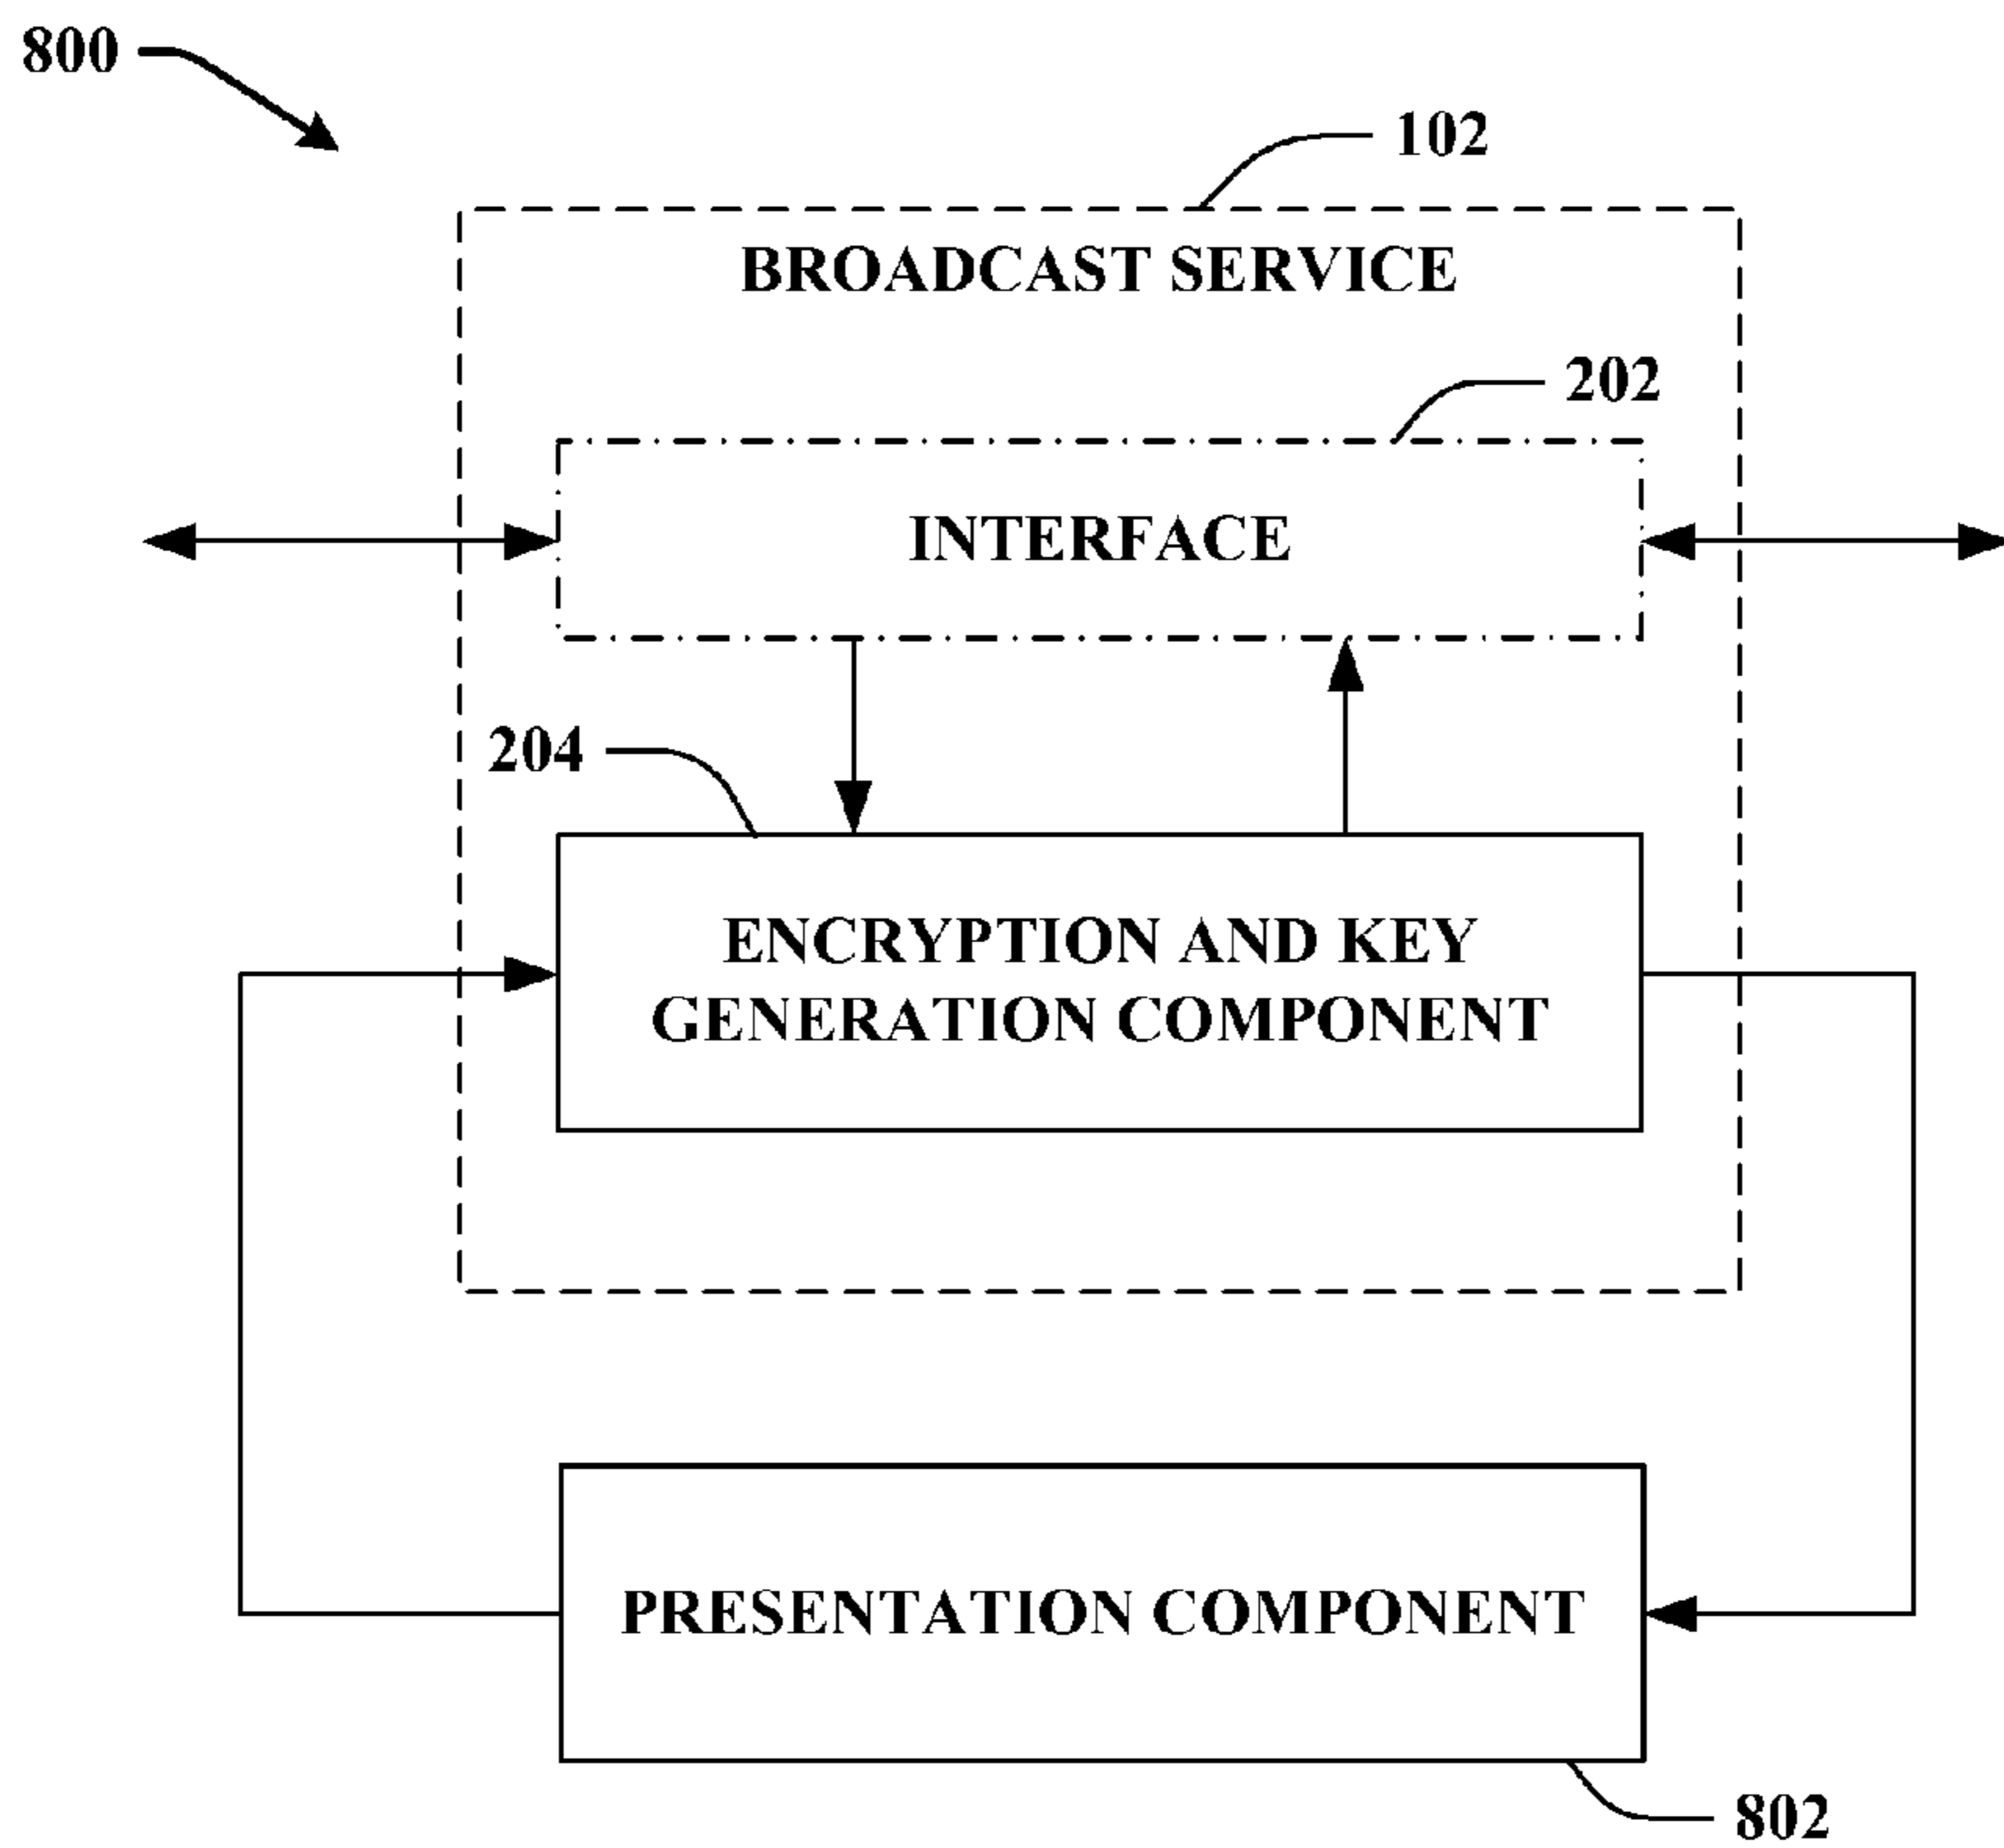 800
102
BROADCAST SERVICE
202
INTERFACE
204
ENCRYPTION AND KEY
GENERATION COMPONENT
PRESENTATION COMPONENT
802